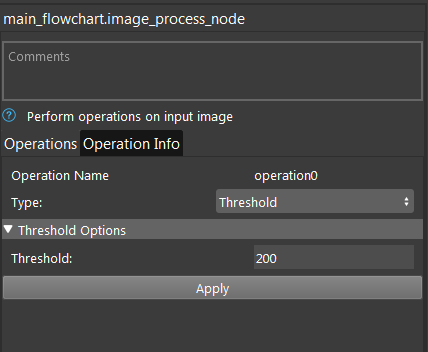 main_flowchart.image_process_node
Comments
? Perform operations on input image
Operations Operation Info
Operation Name operation0
Type: Threshold
Threshold Options
Threshold: 200
Apply